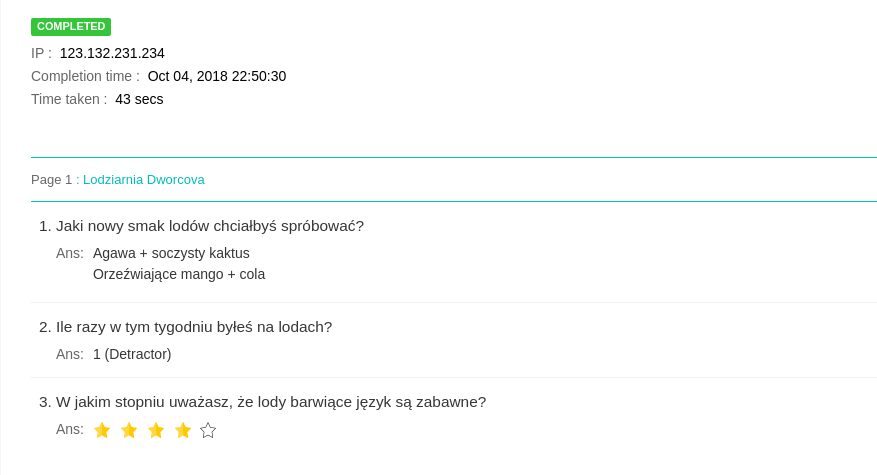 COMPLETED
IP : 123.132.231.234
Completion time : Oct 04, 2018 22:50:30
Time taken : 43 secs
Page 1 : Lodziarnia Dworcova
1. Jaki nowy smak lodów chciałbyś spróbować?
Ans: Agawa + soczysty kaktus
Orzeźwiające mango + cola
2. Ile razy w tym tygodniu byłeś na lodach?
Ans: 1 (Detractor)
3. W jakim stopniu uważasz, że lody barwiące język są zabawne?
Ans: